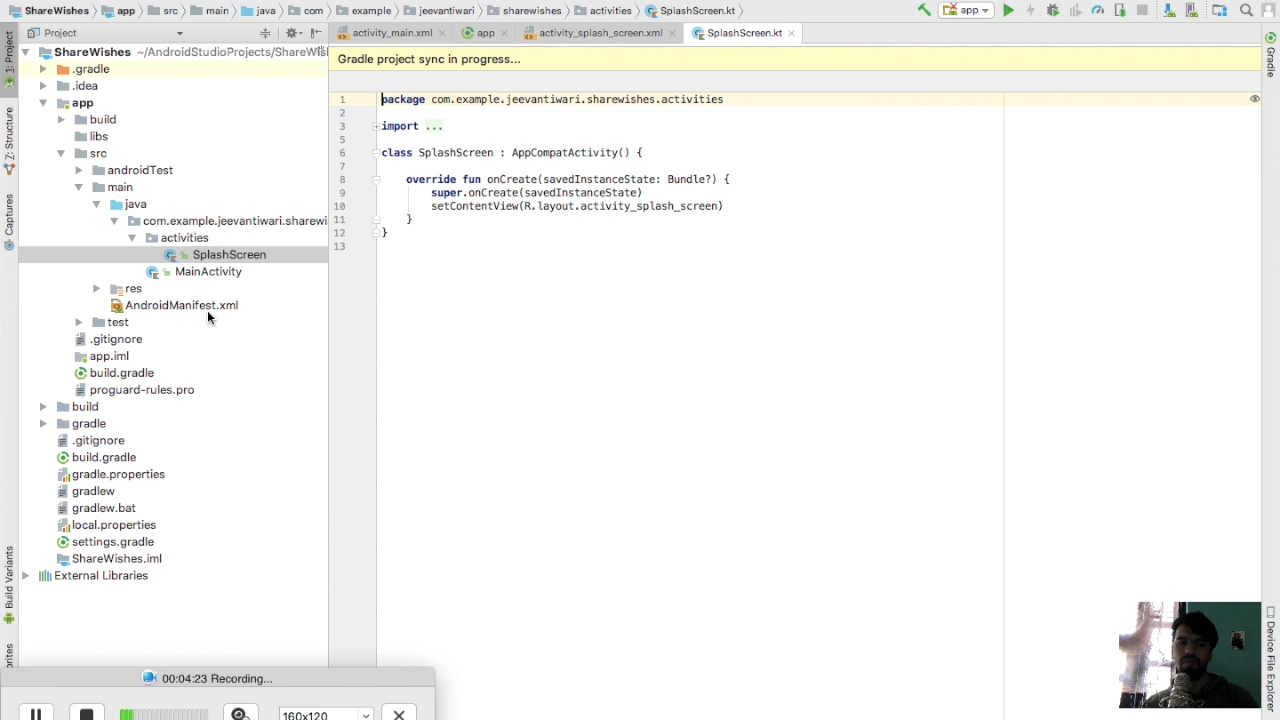 ShareWishes app src main java com example jeevantiwari sharewishes activities SplashScreen.kt app
Project activity_main.xml app activity_splash_screen.xml SplashScreen.kt
1: Project
Z: Structure
Captures
Build Variants
Gradle
Device File Explorer
ShareWishes ~/AndroidStudioProjects/ShareWis
.gradle
.idea
app
build
libs
src
androidTest
main
java
com.example.jeevantiwari.sharewi
activities
SplashScreen
MainActivity
res
AndroidManifest.xml
test
.gitignore
app.iml
build.gradle
proguard-rules.pro
build
gradle
.gitignore
build.gradle
gradle.properties
gradlew
gradlew.bat
local.properties
settings.gradle
ShareWishes.iml
External Libraries
Gradle project sync in progress...
1 package com.example.jeevantiwari.sharewishes.activities
2
3 import ...
5
6 class SplashScreen : AppCompatActivity() {
7
8 override fun onCreate(savedInstanceState: Bundle?) {
9 super.onCreate(savedInstanceState)
10 setContentView(R.layout.activity_splash_screen)
11 }
12 }
13
00:04:23 Recording...
160x120